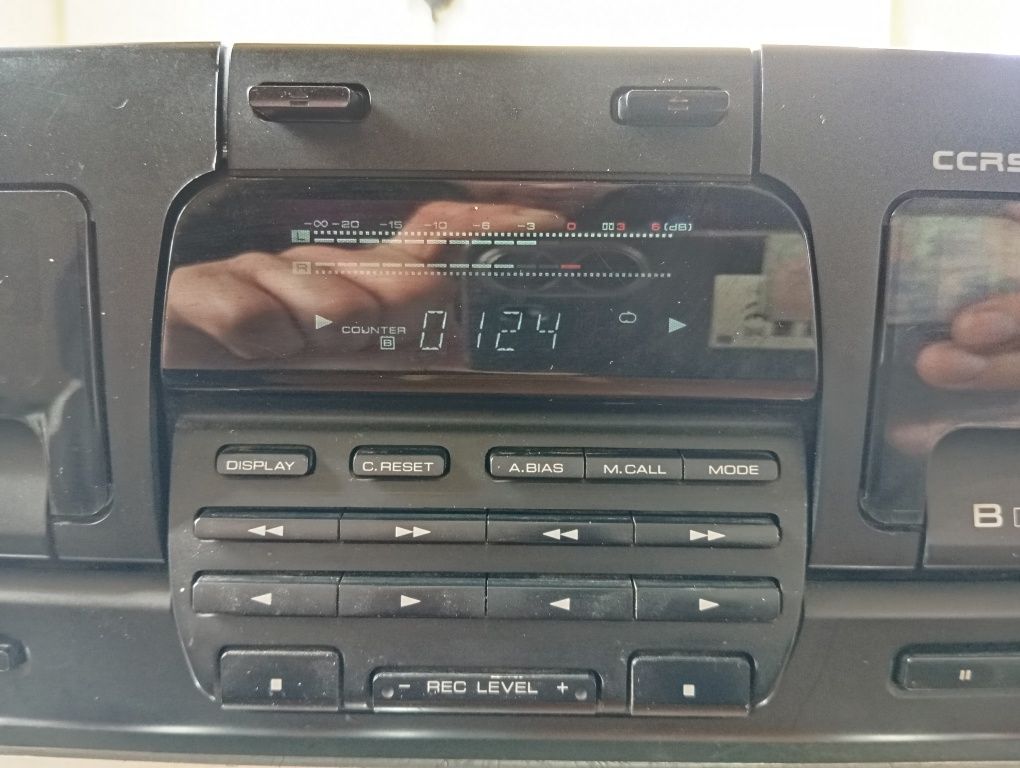 CCRS
-∞ -20 -15 -10 -6 -3 0 3 6 (dB)
L
R
COUNTER
B
0124
DISPLAY C.RESET A.BIAS M.CALL MODE
B
- REC LEVEL +